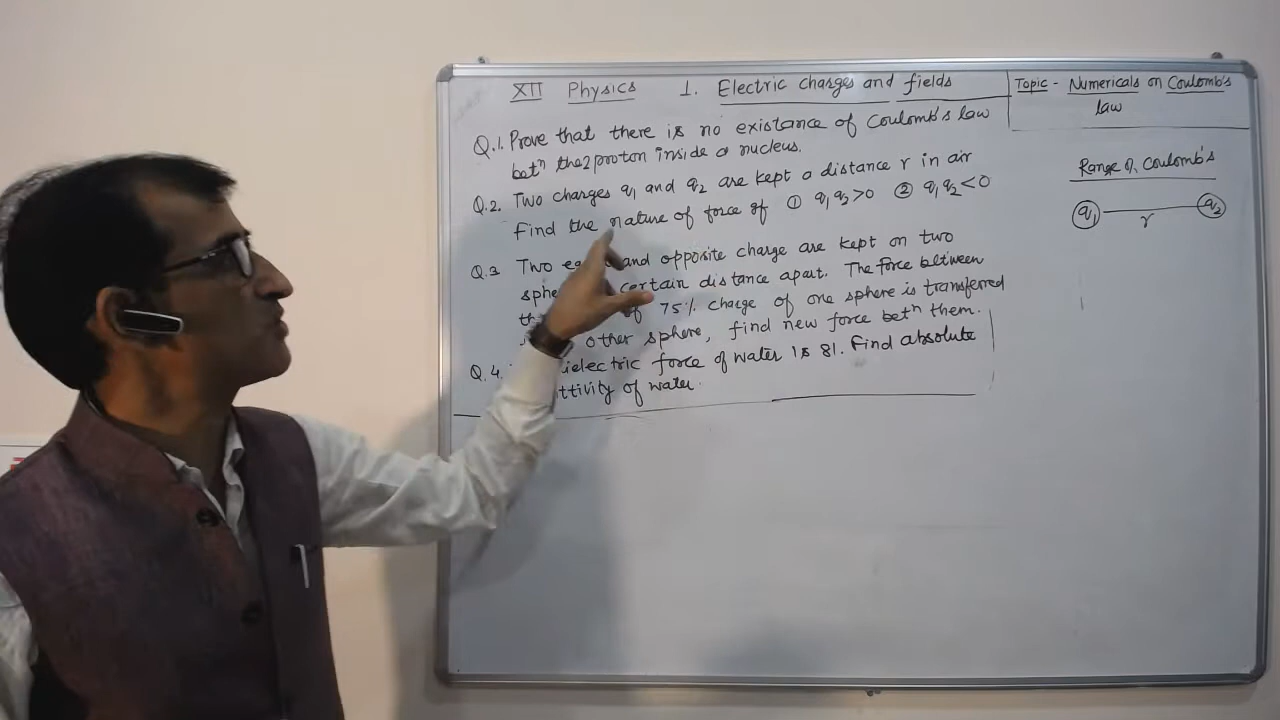 XII Physics 1. Electric charges and fields
Topic - Numericals on Coulomb's
law
Q.1. Prove that there is no existance of Coulomb's law
betⁿ the 2 proton inside a nucleus.
Q.2. Two charges q₁ and q₂ are kept a distance r in air
Find the nature of force if ① q₁q₂>0 ② q₁q₂<0
Q.3 Two and opposite charge are kept on two
certain distance apart. The force between
75% charge of one sphere is transferred
other sphere, find new force betⁿ them.
Q.4. force of water is 81. Find absolute
of water.
Range of Coulomb's
q₁ r q₂